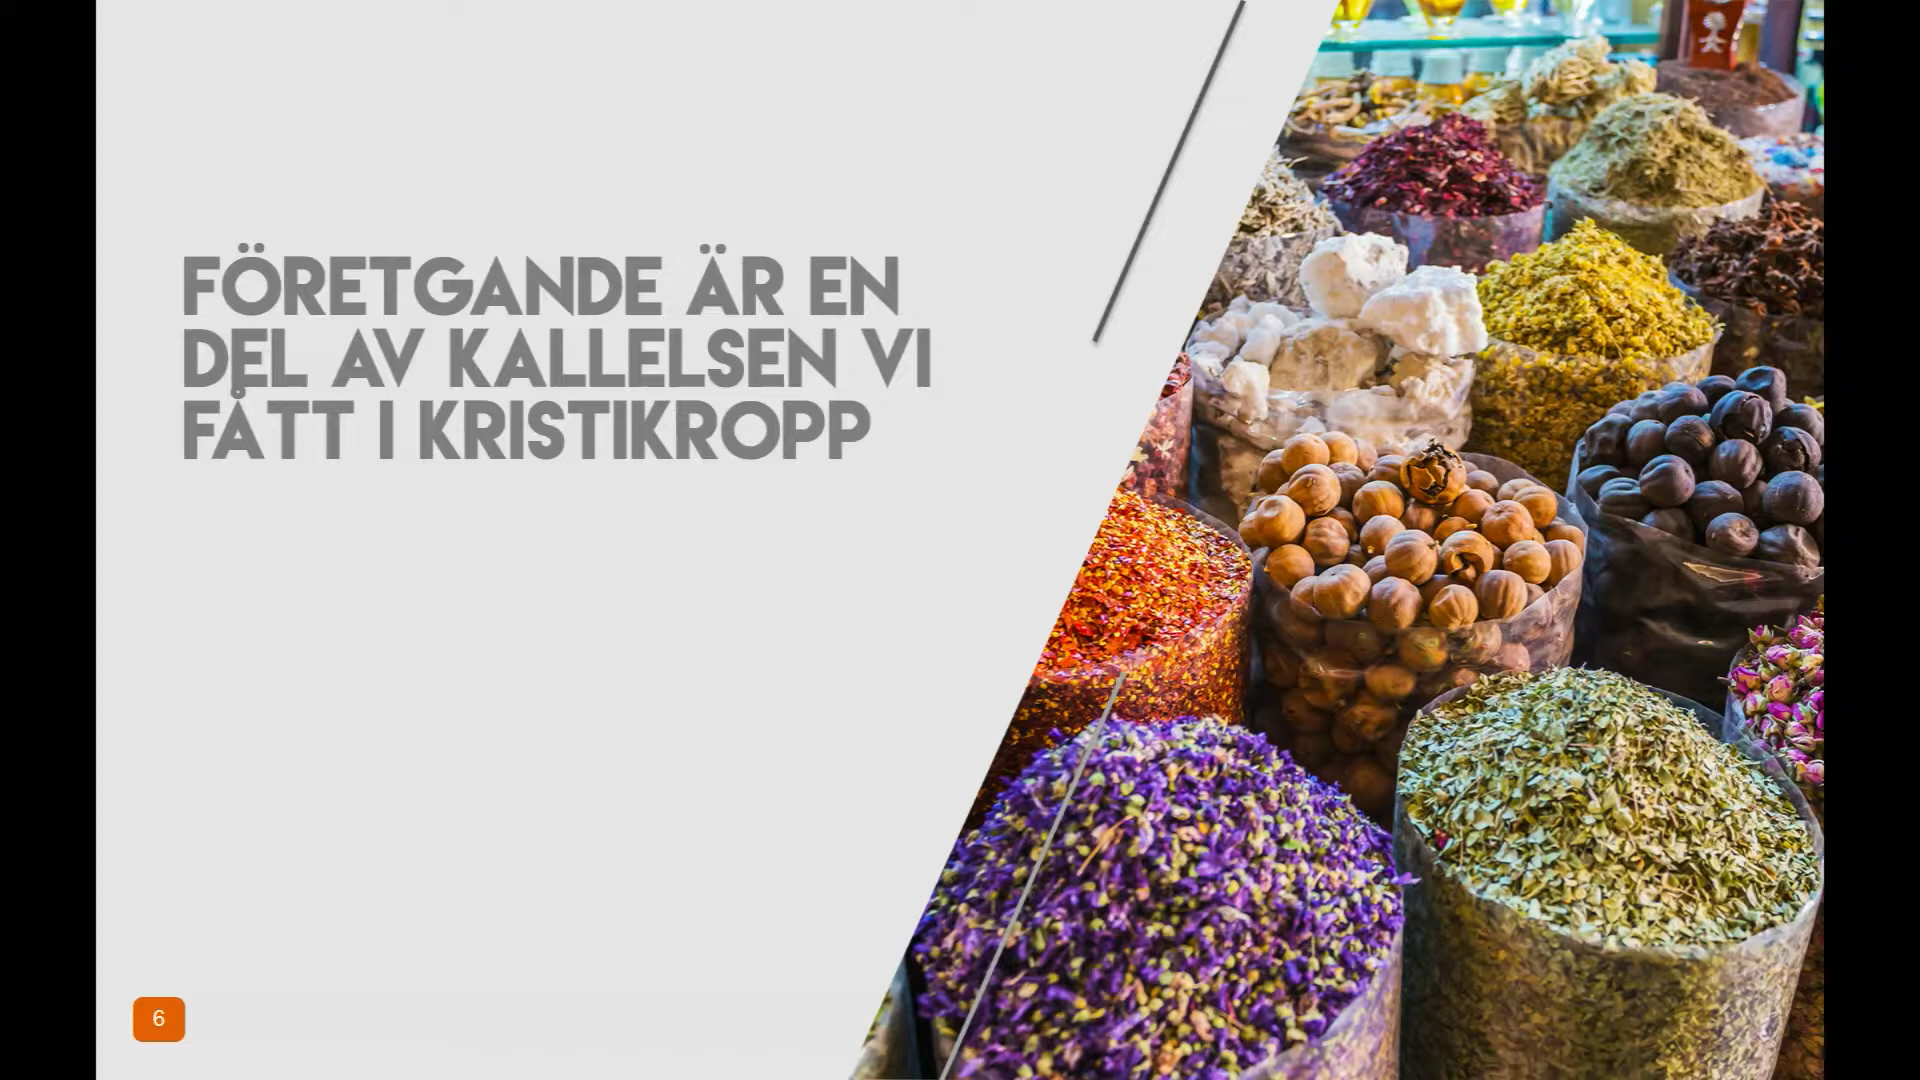 FÖRETGANDE ÄR EN
DEL AV KALLELSEN VI
FÅTT I KRISTIKROPP
6